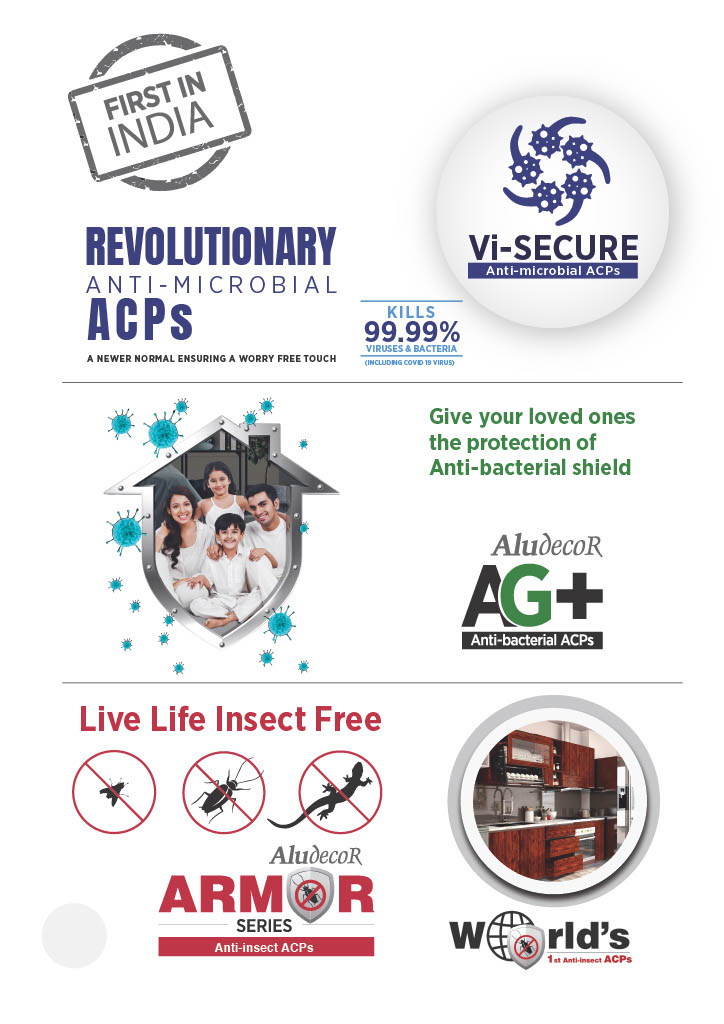 FIRST IN
INDIA
Vi-SECURE
Anti-microbial ACPs
REVOLUTIONARY
ANTI-MICROBIAL
ACPs
A NEWER NORMAL ENSURING A WORRY FREE TOUCH
KILLS
99.99%
VIRUSES & BACTERIA
(INCLUDING COVID 19 VIRUS)
Give your loved ones
the protection of
Anti-bacterial shield
AludecoR
AG+
Anti-bacterial ACPs
Live Life Insect Free
AludecoR
ARMOR
SERIES
Anti-insect ACPs
World's
1st Anti-insect ACPs